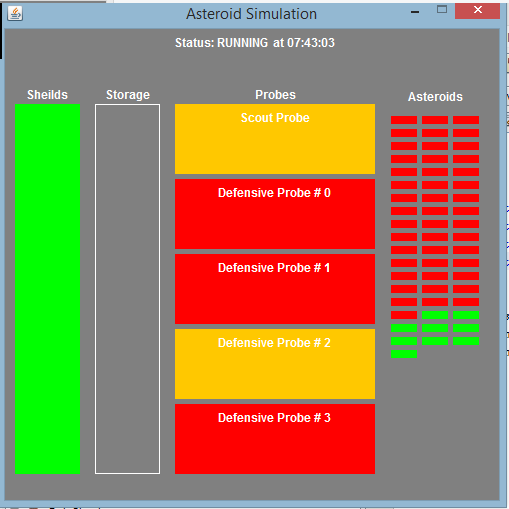 Asteroid Simulation
Status: RUNNING at 07:43:03
Sheilds
Storage
Probes
Asteroids
Scout Probe
Defensive Probe # 0
Defensive Probe # 1
Defensive Probe # 2
Defensive Probe # 3